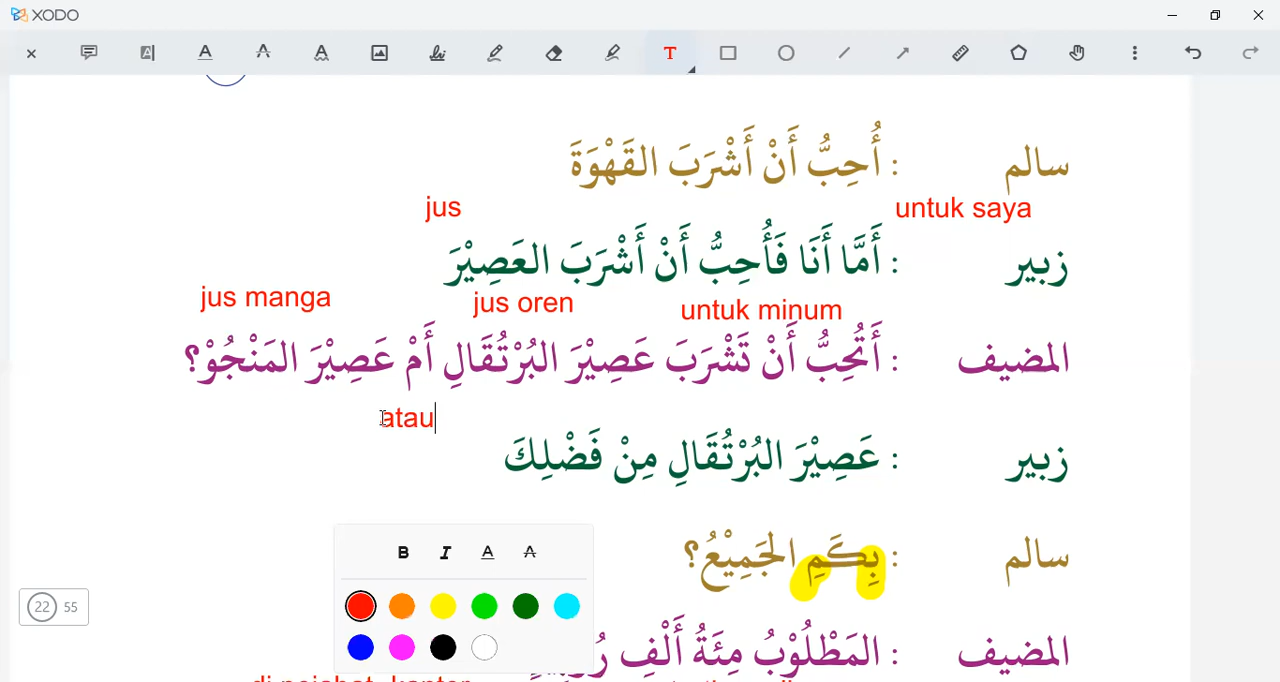 XODO
سالم : أُحِبُّ أَنْ أَشْرَبَ القَهْوَةَ
jus untuk saya
زبير : أَمَّا أَنَا فَأُحِبُّ أَنْ أَشْرَبَ العَصِيْرَ
jus manga jus oren untuk minum
المضيف : أَتُحِبُّ أَنْ تَشْرَبَ عَصِيْرَ البُرْتُقَالِ أَمْ عَصِيْرَ المَنْجُوْ؟
atau
زبير : عَصِيْرَ البُرْتُقَالِ مِنْ فَضْلِكَ
سالم : بِكَمِ الجَمِيْعُ؟
B I A A
22 55
المضيف : المَطْلُوْبُ مِئَةُ أَلْفِ